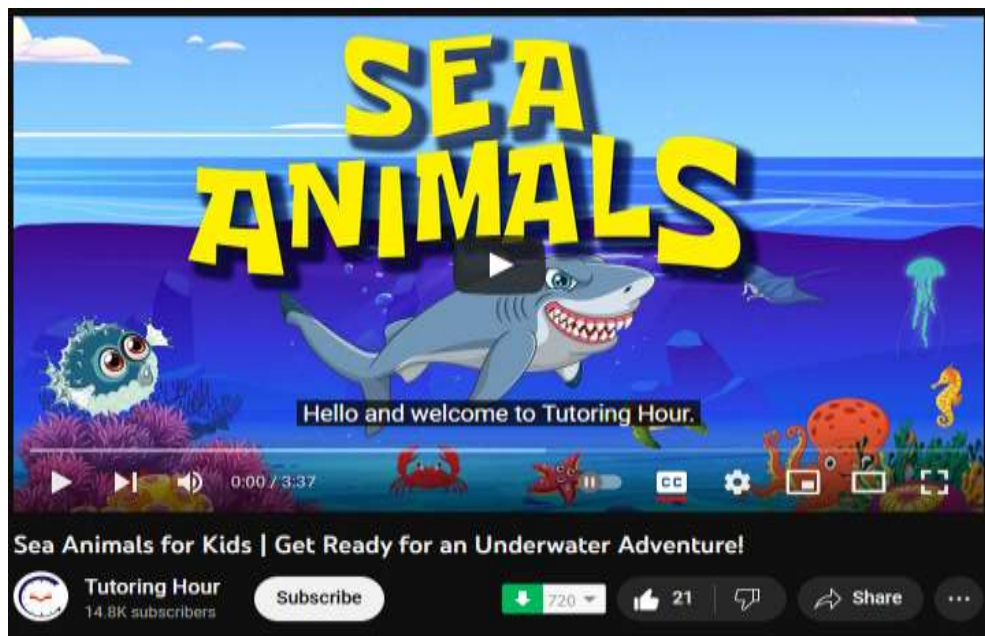 SEA
ANIMALS
Hello and welcome to Tutoring Hour.
0:00 / 3:37
CC
Sea Animals for Kids | Get Ready for an Underwater Adventure!
Tutoring Hour
14.8K subscribers
Subscribe
720
21
Share